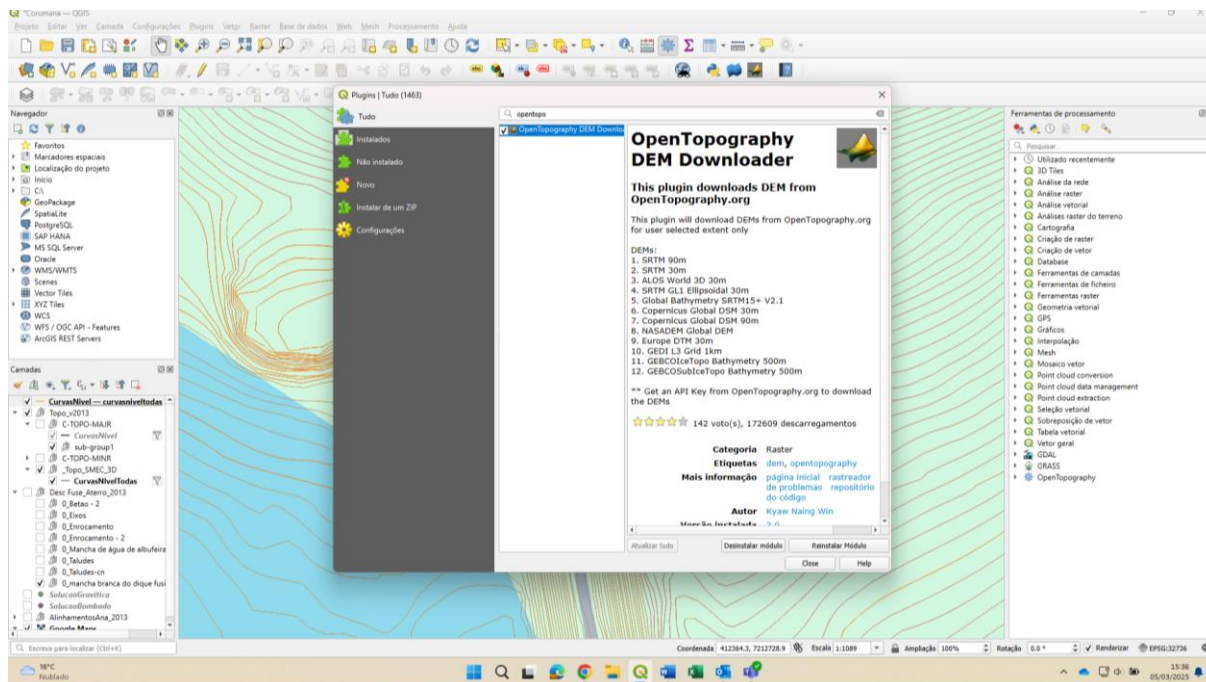 *Corumana — QGIS
Projeto Editar Ver Camada Configurações Plugins Vetor Raster Base de dados Web Mesh Processamento Ajuda
Navegador
Favoritos
Marcadores espaciais
Localização do projeto
Início
C:\
GeoPackage
SpatiaLite
PostgreSQL
SAP HANA
MS SQL Server
Oracle
WMS/WMTS
Scenes
Vector Tiles
XYZ Tiles
WCS
WFS / OGC API - Features
ArcGIS REST Servers
Camadas
CurvasNivel — curvasniveltodas
Topo_v2013
C-TOPO-MAJR
CurvasNivel
sub-group1
C-TOPO-MINR
_Topo_SMEC_3D
CurvasNivelTodas
Desc Fuse_Aterro_2013
0_Betao - 2
0_Eixos
0_Enrocamento
0_Enrocamento - 2
0_Mancha de água de albufeira
0_Taludes
0_Taludes-cn
0_mancha branca do dique fusi
SolucaoGravitica
SolucaoBombada
AlinhamentosAna_2013
Google Maps
Plugins | Tudo (1463)
Tudo
Instalados
Não instalado
Novo
Instalar de um ZIP
Configurações
opentopo
OpenTopography DEM Downlo
OpenTopography
DEM Downloader
This plugin downloads DEM from
OpenTopography.org
This plugin will download DEMs from OpenTopography.org
for user selected extent only
DEMs:
1. SRTM 90m
2. SRTM 30m
3. ALOS World 3D 30m
4. SRTM GL1 Ellipsoidal 30m
5. Global Bathymetry SRTM15+ V2.1
6. Copernicus Global DSM 30m
7. Copernicus Global DSM 90m
8. NASADEM Global DEM
9. Europe DTM 30m
10. GEDI L3 Grid 1km
11. GEBCOIceTopo Bathymetry 500m
12. GEBCOSubIceTopo Bathymetry 500m
** Get an API Key from OpenTopography.org to download
the DEMs
142 voto(s), 172609 descarregamentos
Categoria Raster
Etiquetas dem, opentopography
Mais informação página inicial rastreador
de problemas repositório
do código
Autor Kyaw Naing Win
Versão instalada 3.0
Atualizar tudo Desinstalar módulo Reinstalar Módulo
Close Help
Ferramentas de processamento
Pesquisar...
Utilizado recentemente
3D Tiles
Análise da rede
Análise raster
Análise vetorial
Análises raster do terreno
Cartografia
Criação de raster
Criação de vetor
Database
Ferramentas de camadas
Ferramentas de ficheiro
Ferramentas raster
Geometria vetorial
GPS
Gráficos
Interpolação
Mesh
Mosaico vetor
Point cloud conversion
Point cloud data management
Point cloud extraction
Seleção vetorial
Sobreposição de vetor
Tabela vetorial
Vetor geral
GDAL
GRASS
OpenTopography
Escreva para localizar (Ctrl+K) Coordenada 412364.3, 7212728.9 Escala 1:1089 Ampliação 100% Rotação 0.0 ° Renderizar EPSG:32736
16°C
Nublado
15:36
05/03/2025